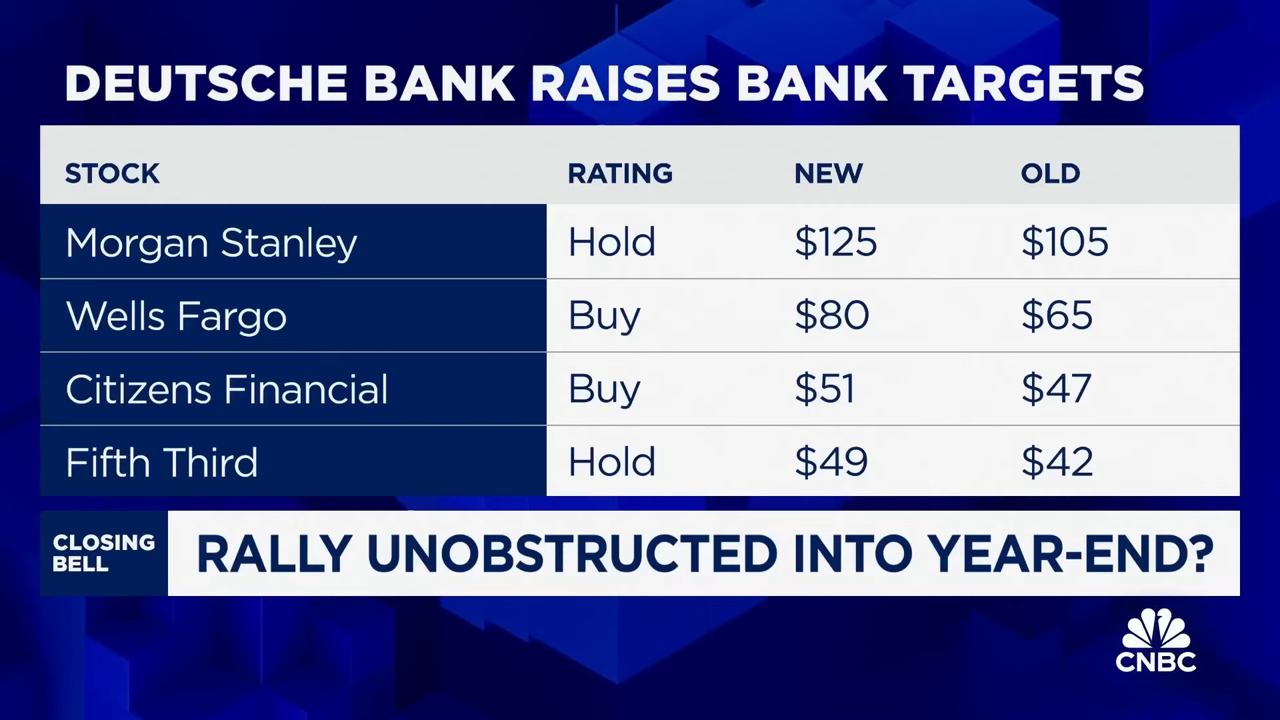 DEUTSCHE BANK RAISES BANK TARGETS
STOCK RATING NEW OLD
Morgan Stanley Hold $125 $105
Wells Fargo Buy $80 $65
Citizens Financial Buy $51 $47
Fifth Third Hold $49 $42
CLOSING
BELL
RALLY UNOBSTRUCTED INTO YEAR-END?
CNBC